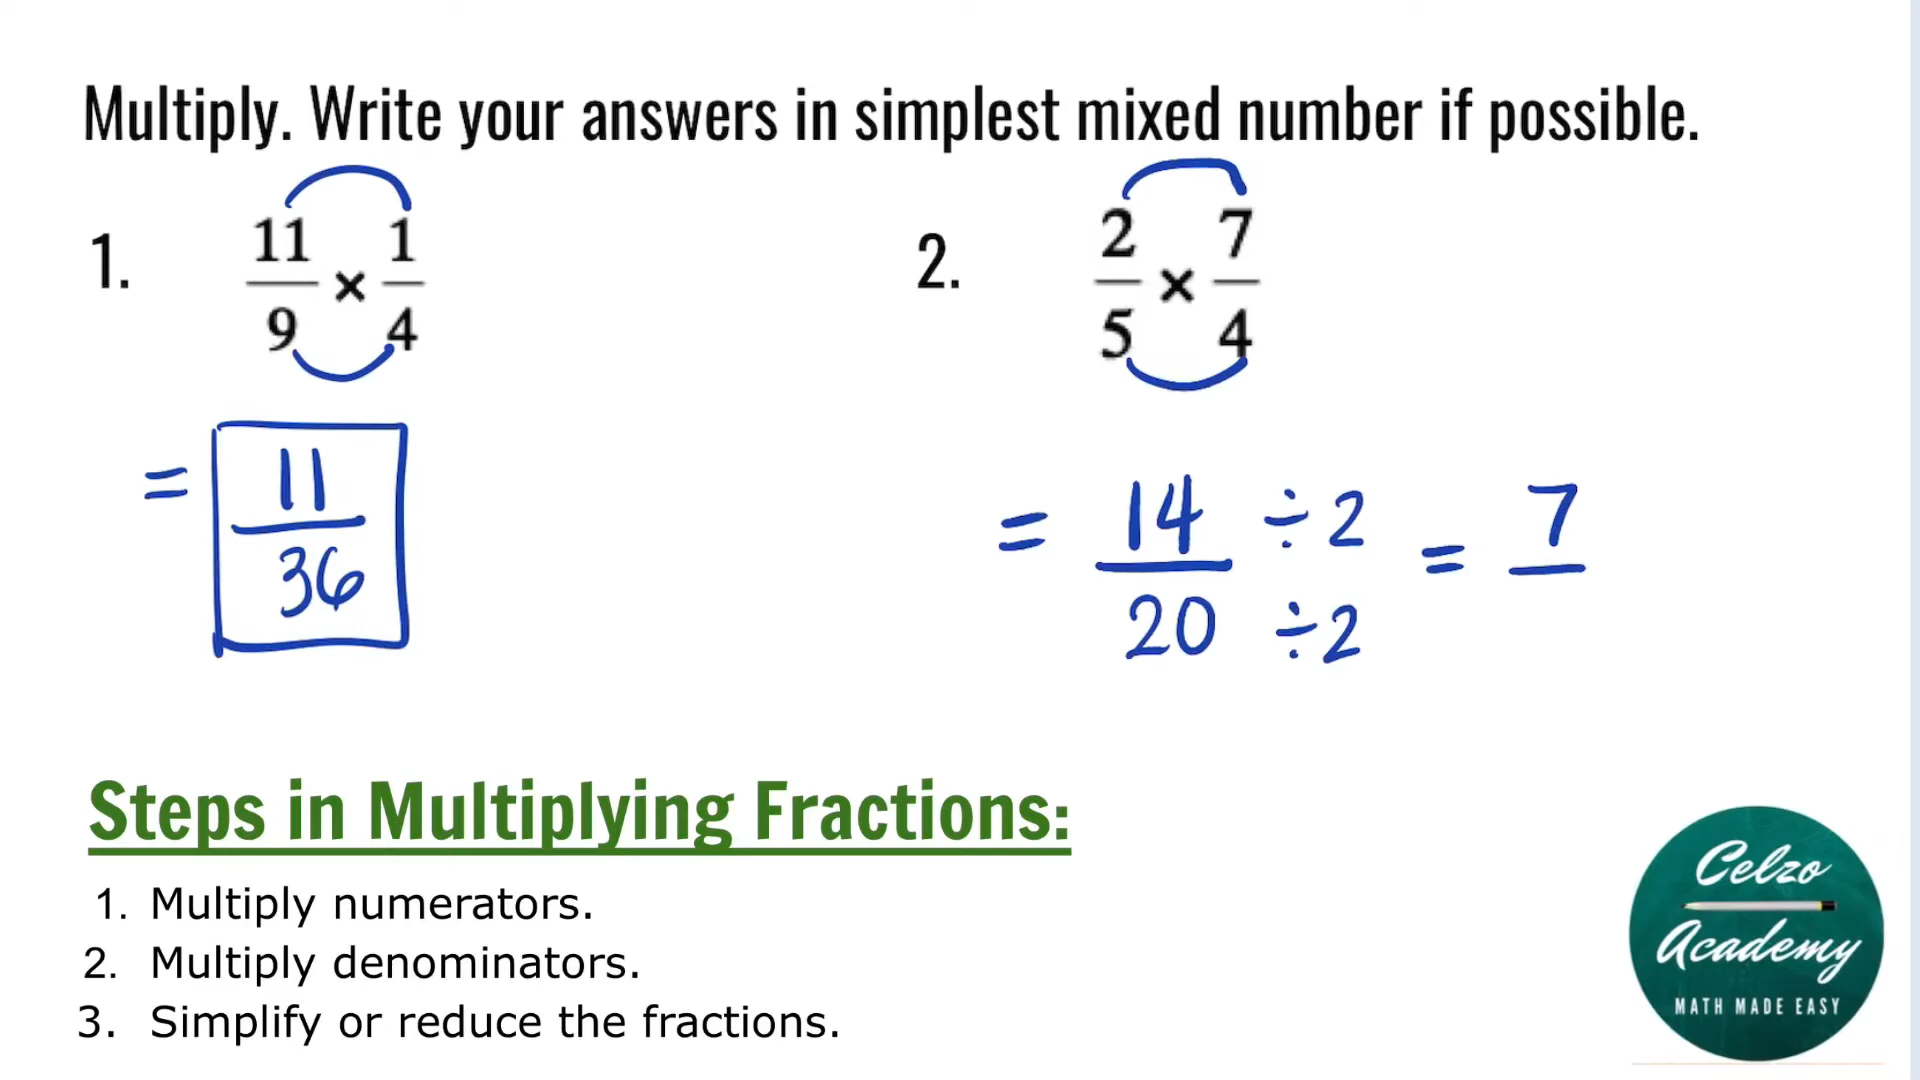 Multiply. Write your answers in simplest mixed number if possible.
1. 11/9 × 1/4
= 11/36
2. 2/5 × 7/4
= 14/20 ÷2 ÷2 = 7
Steps in Multiplying Fractions:
1. Multiply numerators.
2. Multiply denominators.
3. Simplify or reduce the fractions.
Celzo
Academy
MATH MADE EASY